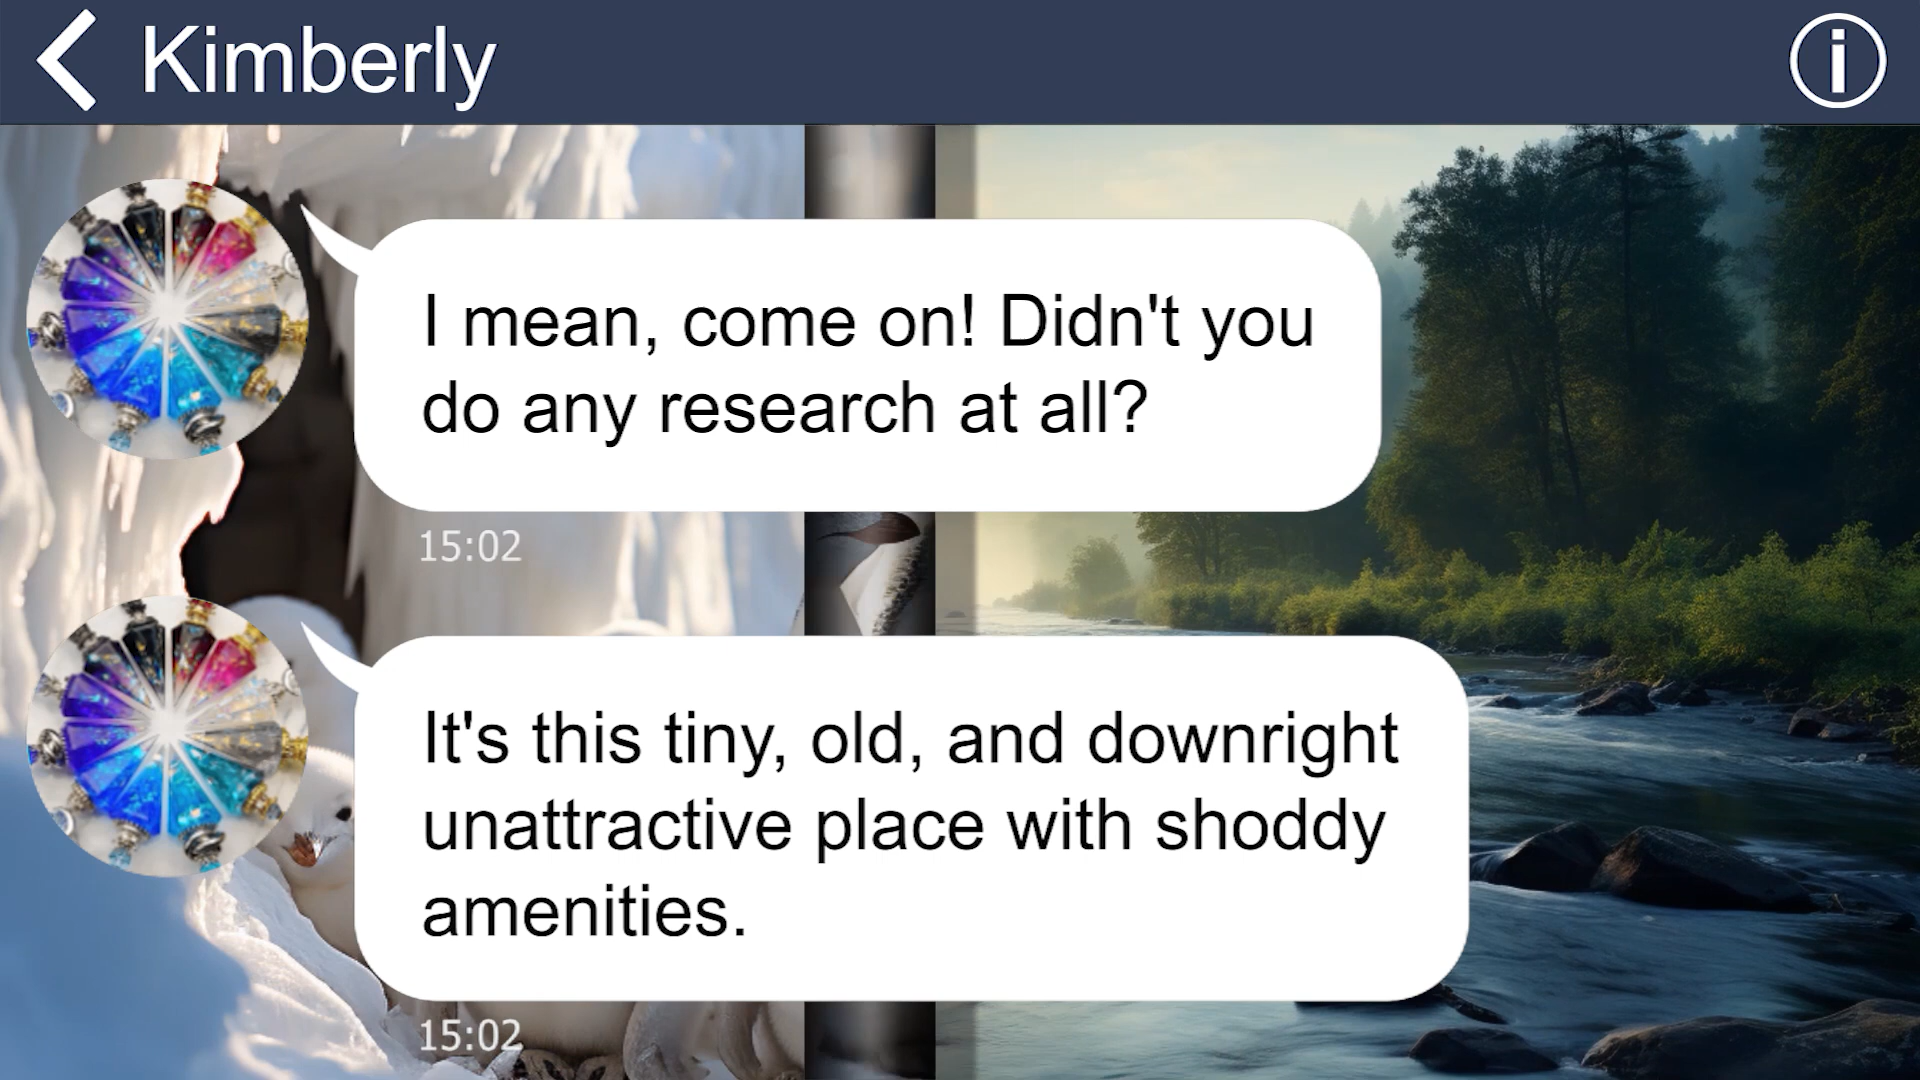 Kimberly
I mean, come on! Didn't you
do any research at all?
15:02
It's this tiny, old, and downright
unattractive place with shoddy
amenities.
15:02